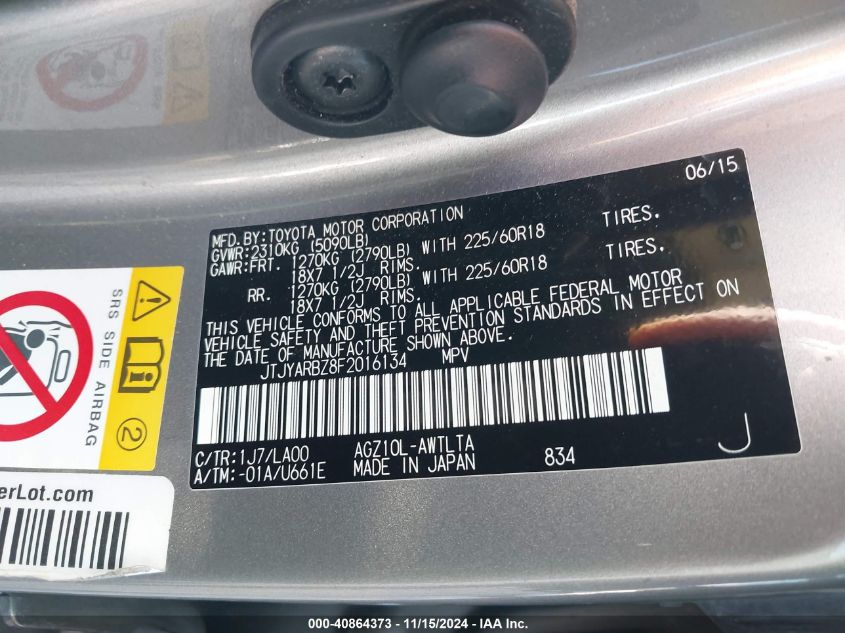 06/15
MFD.BY:TOYOTA MOTOR CORPORATION
GVWR:2310KG (5090LB)
GAWR:FRT. 1270KG (2790LB) WITH 225/60R18 TIRES.
18X7 1/2J RIMS.
RR. 1270KG (2790LB) WITH 225/60R18 TIRES.
18X7 1/2J RIMS.
THIS VEHICLE CONFORMS TO ALL APPLICABLE FEDERAL MOTOR
VEHICLE SAFETY AND THEFT PREVENTION STANDARDS IN EFFECT ON
THE DATE OF MANUFACTURE SHOWN ABOVE.
JTJYARBZ8F2016134 MPV
C/TR:1J7/LA00 AGZ10L-AWTLTA
A/TM:-01A/U661E MADE IN JAPAN 834
J
SRS SIDE AIRBAG
2
erLot.com
000-40864373 - 11/15/2024 - IAA Inc.